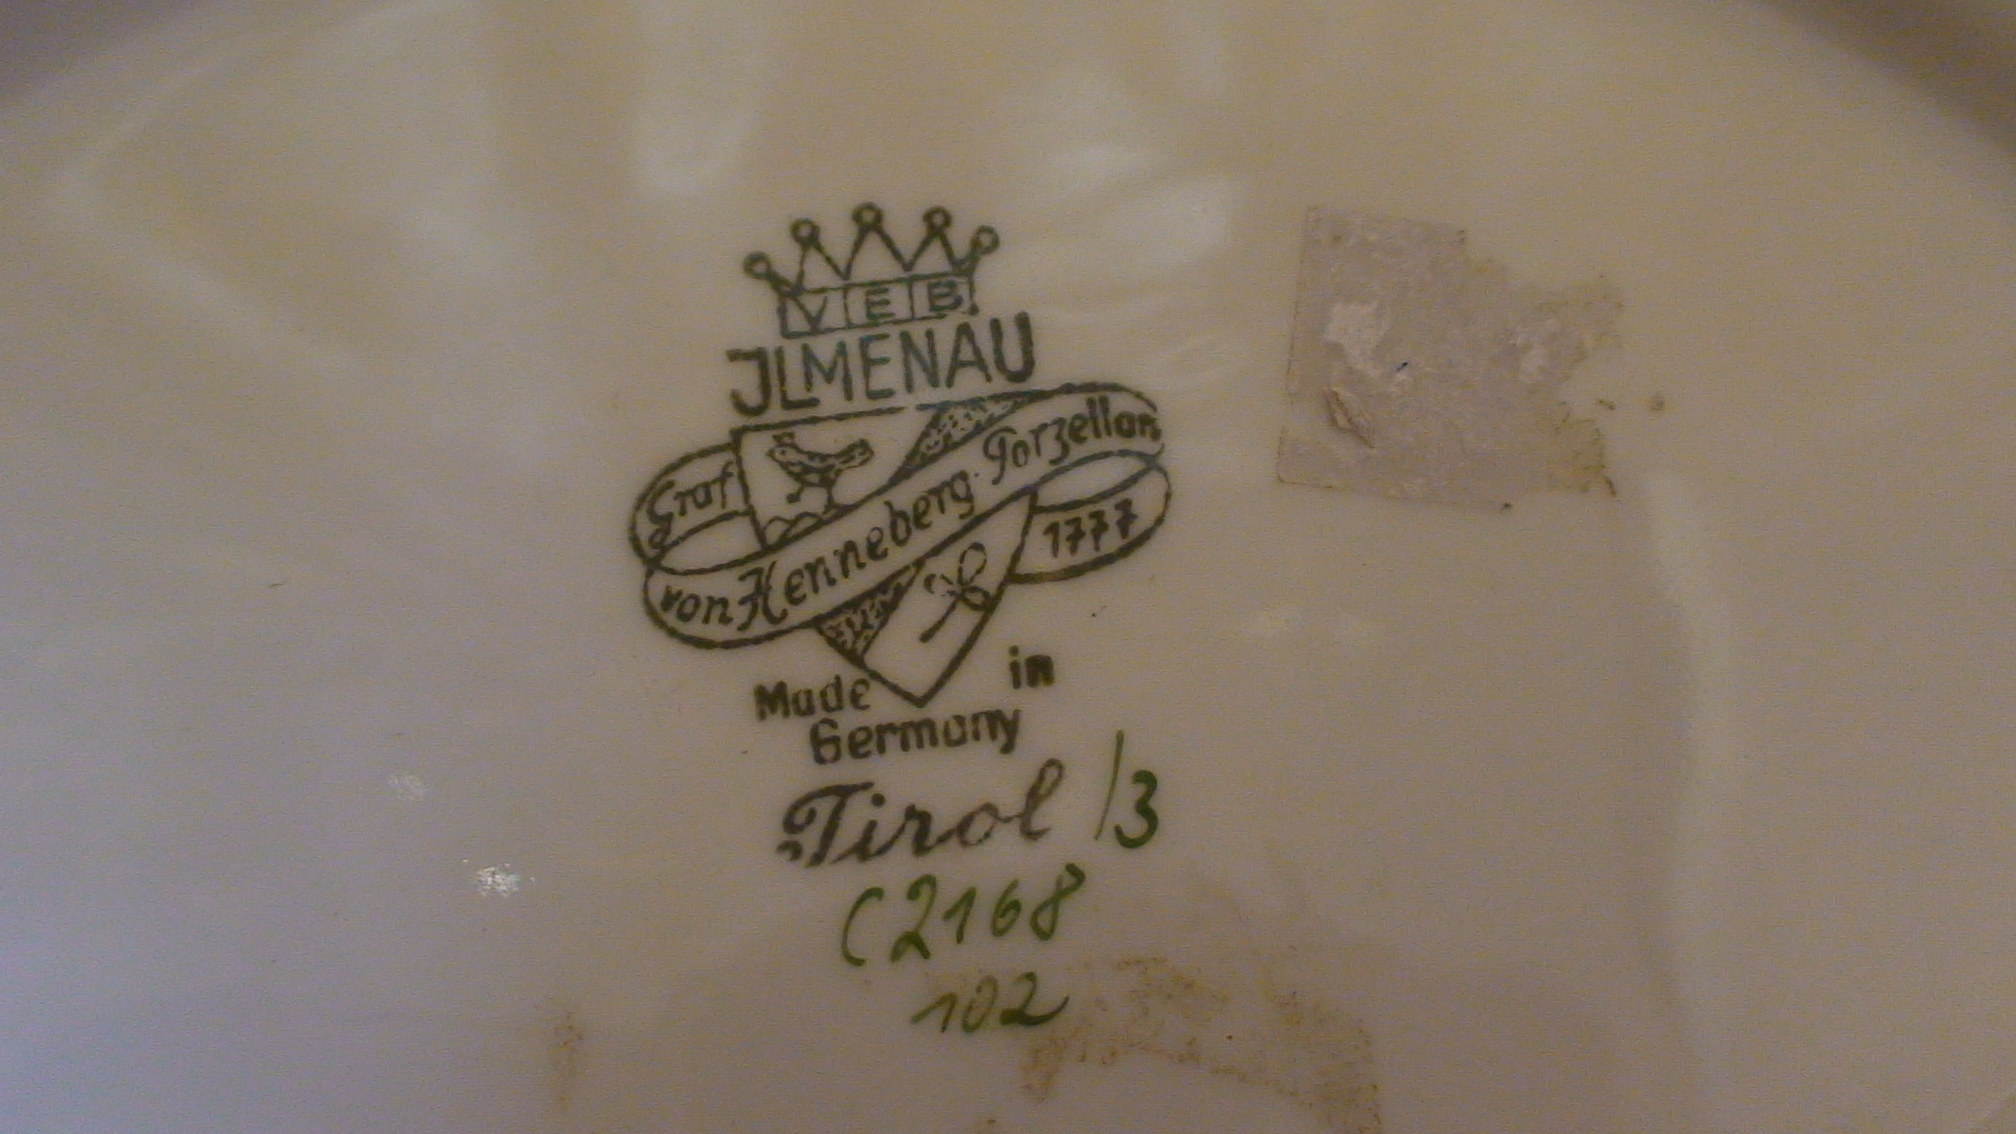 VEB
JLMENAU
Graf
von Henneberg Porzellan
1777
Made in
Germany
Tirol /3
C2168
102